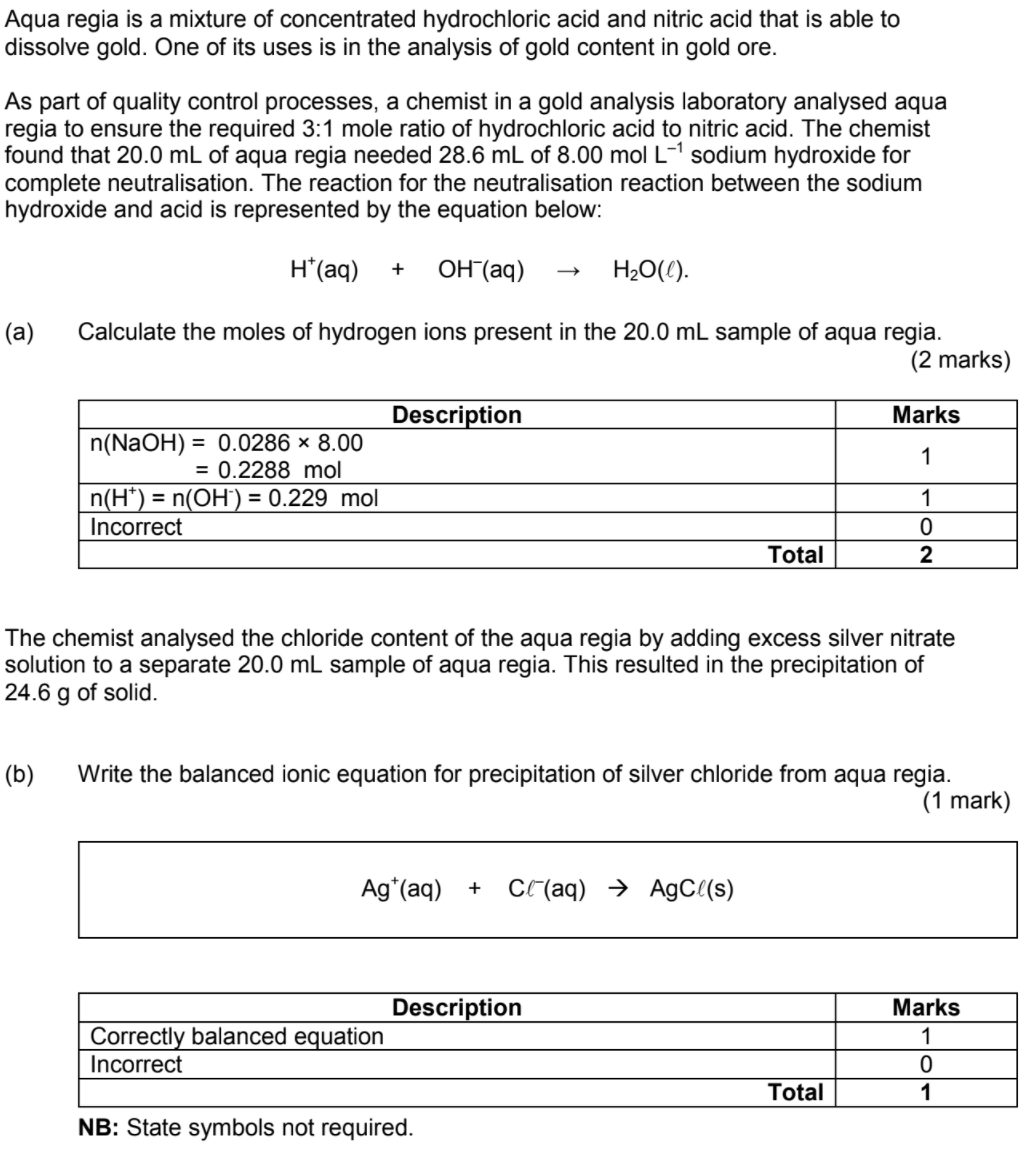 Aqua regia is a mixture of concentrated hydrochloric acid and nitric acid that is able to
dissolve gold. One of its uses is in the analysis of gold content in gold ore.
As part of quality control processes, a chemist in a gold analysis laboratory analysed aqua
regia to ensure the required 3:1 mole ratio of hydrochloric acid to nitric acid. The chemist
found that 20.0 mL of aqua regia needed 28.6 mL of 8.00 mol L⁻¹ sodium hydroxide for
complete neutralisation. The reaction for the neutralisation reaction between the sodium
hydroxide and acid is represented by the equation below:
H⁺(aq) + OH⁻(aq) → H₂O(ℓ).
(a) Calculate the moles of hydrogen ions present in the 20.0 mL sample of aqua regia.
(2 marks)
Description Marks
n(NaOH) = 0.0286 × 8.00
= 0.2288 mol 1
n(H⁺) = n(OH⁻) = 0.229 mol 1
Incorrect 0
Total 2
The chemist analysed the chloride content of the aqua regia by adding excess silver nitrate
solution to a separate 20.0 mL sample of aqua regia. This resulted in the precipitation of
24.6 g of solid.
(b) Write the balanced ionic equation for precipitation of silver chloride from aqua regia.
(1 mark)
Ag⁺(aq) + Cℓ⁻(aq) → AgCℓ(s)
Description Marks
Correctly balanced equation 1
Incorrect 0
Total 1
NB: State symbols not required.